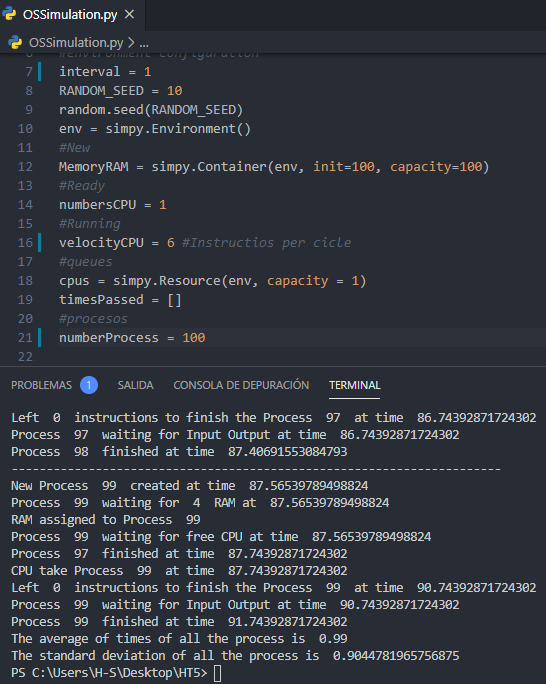 OSSimulation.py ×
OSSimulation.py > ...
6 #Environment Configuration
7 interval = 1
8 RANDOM_SEED = 10
9 random.seed(RANDOM_SEED)
10 env = simpy.Environment()
11 #New
12 MemoryRAM = simpy.Container(env, init=100, capacity=100)
13 #Ready
14 numbersCPU = 1
15 #Running
16 velocityCPU = 6 #Instructios per cicle
17 #queues
18 cpus = simpy.Resource(env, capacity = 1)
19 timesPassed = []
20 #procesos
21 numberProcess = 100
22
PROBLEMAS 1 SALIDA CONSOLA DE DEPURACIÓN TERMINAL
Left  0  instructions to finish the Process  97  at time  86.74392871724302
Process  97  waiting for Input Output at time  86.74392871724302
Process  98  finished at time  87.40691553084793
----------------------------------------------------------------------
New Process  99  created at time  87.56539789498824
Process  99  waiting for  4  RAM at  87.56539789498824
RAM assigned to Process  99
Process  99  waiting for free CPU at time  87.56539789498824
Process  97  finished at time  87.74392871724302
CPU take Process  99  at time  87.74392871724302
Left  0  instructions to finish the Process  99  at time  90.74392871724302
Process  99  waiting for Input Output at time  90.74392871724302
Process  99  finished at time  91.74392871724302
The average of times of all the process is  0.99
The standard deviation of all the process is  0.9044781965756875
PS C:\Users\H-S\Desktop\HT5>